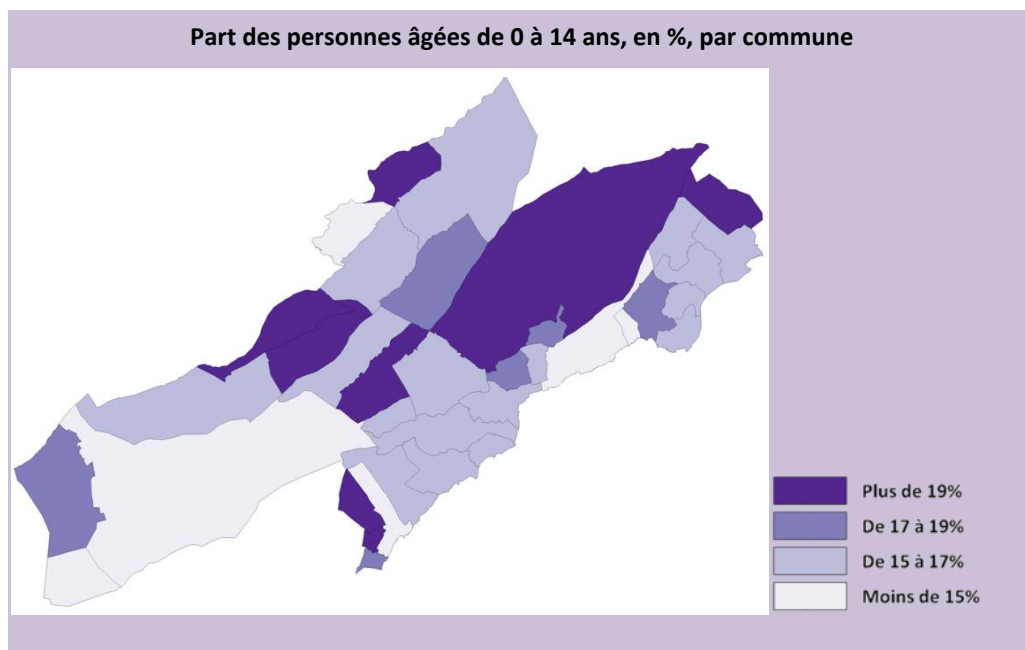 Part des personnes âgées de 0 à 14 ans, en %, par commune
Plus de 19%
De 17 à 19%
De 15 à 17%
Moins de 15%